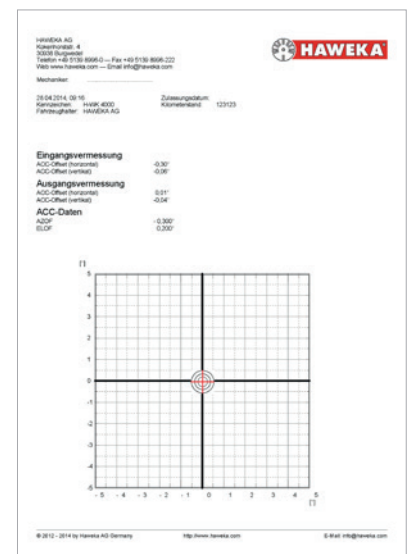 HAWEKA AG
Kokenhorststr. 4
30938 Burgwedel
Telefon +49 5139 8996-0 — Fax +49 5139 8996-222
Web www.haweka.com — Email info@haweka.com
HAWEKA
Mechaniker:
28.04.2014, 09:16
Zulassungsdatum:
Kennzeichen: HAWK 4000
Kilometerstand: 123123
Fahrzeughalter: HAWEKA AG
Eingangsvermessung
ACC-Offset (horizontal) -0,30°
ACC-Offset (vertikal) -0,06°
Ausgangsvermessung
ACC-Offset (horizontal) 0,01°
ACC-Offset (vertikal) -0,04°
ACC-Daten
AZOF -0,300°
ELOF 0,200°
[°]
5
4
3
2
1
0
-1
-2
-3
-4
-5
-5 -4 -3 -2 -1 0 1 2 3 4 5
[°]
© 2012 - 2014 by Haweka AG Germany http://www.haweka.com E-Mail: info@haweka.com